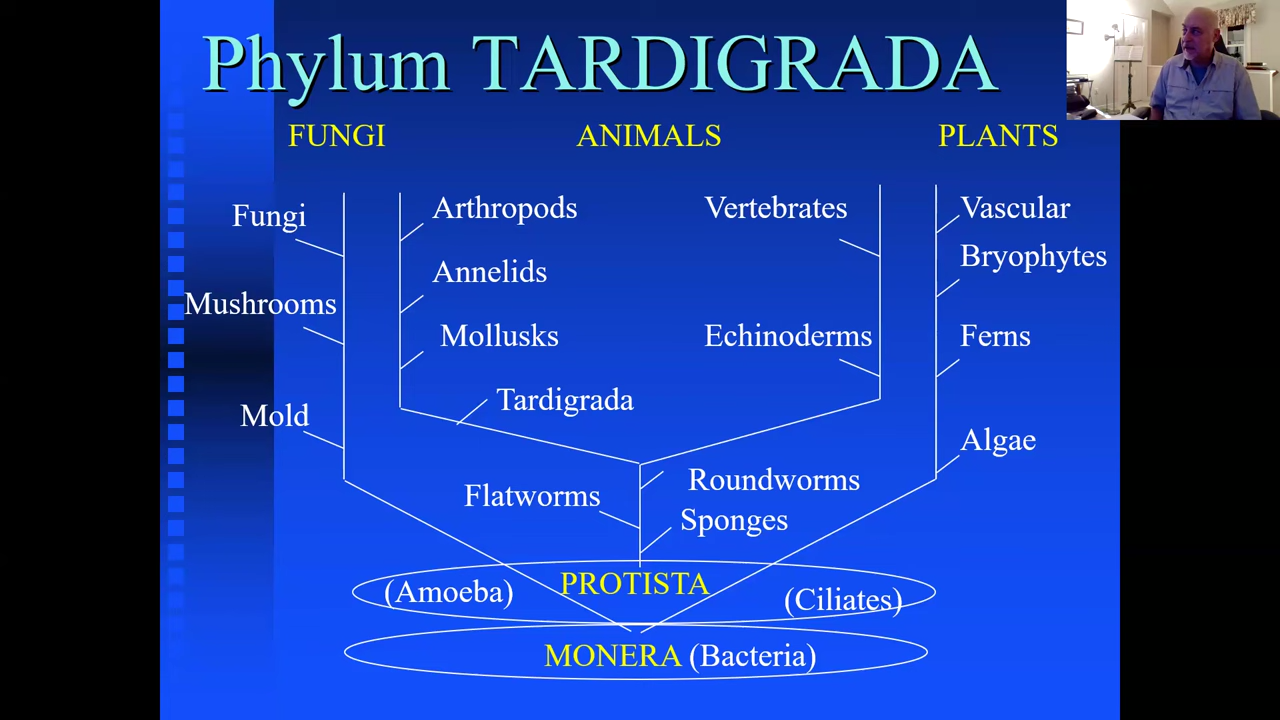 Phylum TARDIGRADA
FUNGI ANIMALS PLANTS
Fungi Arthropods Vertebrates Vascular
Bryophytes
Annelids
Mushrooms
Mollusks Echinoderms Ferns
Tardigrada
Mold
Algae
Roundworms
Flatworms
Sponges
PROTISTA
(Amoeba) (Ciliates)
MONERA (Bacteria)